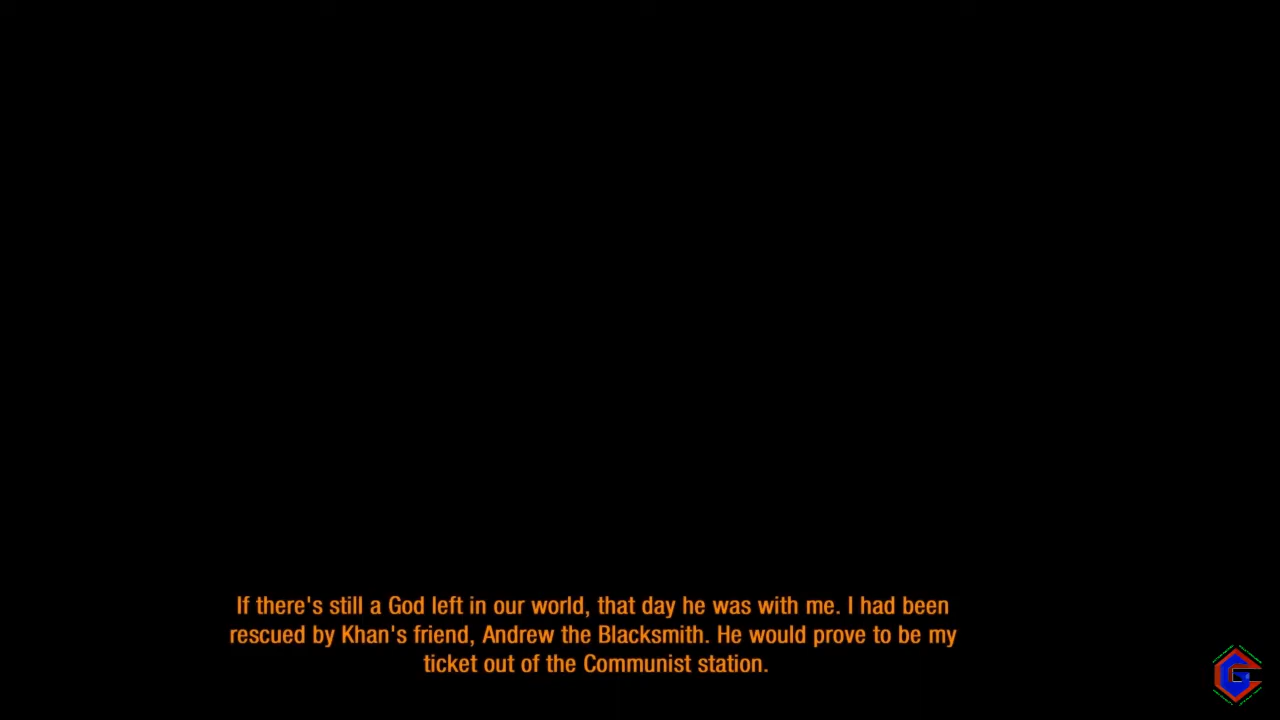 If there's still a God left in our world, that day he was with me. I had been
rescued by Khan's friend, Andrew the Blacksmith. He would prove to be my
ticket out of the Communist station.
G